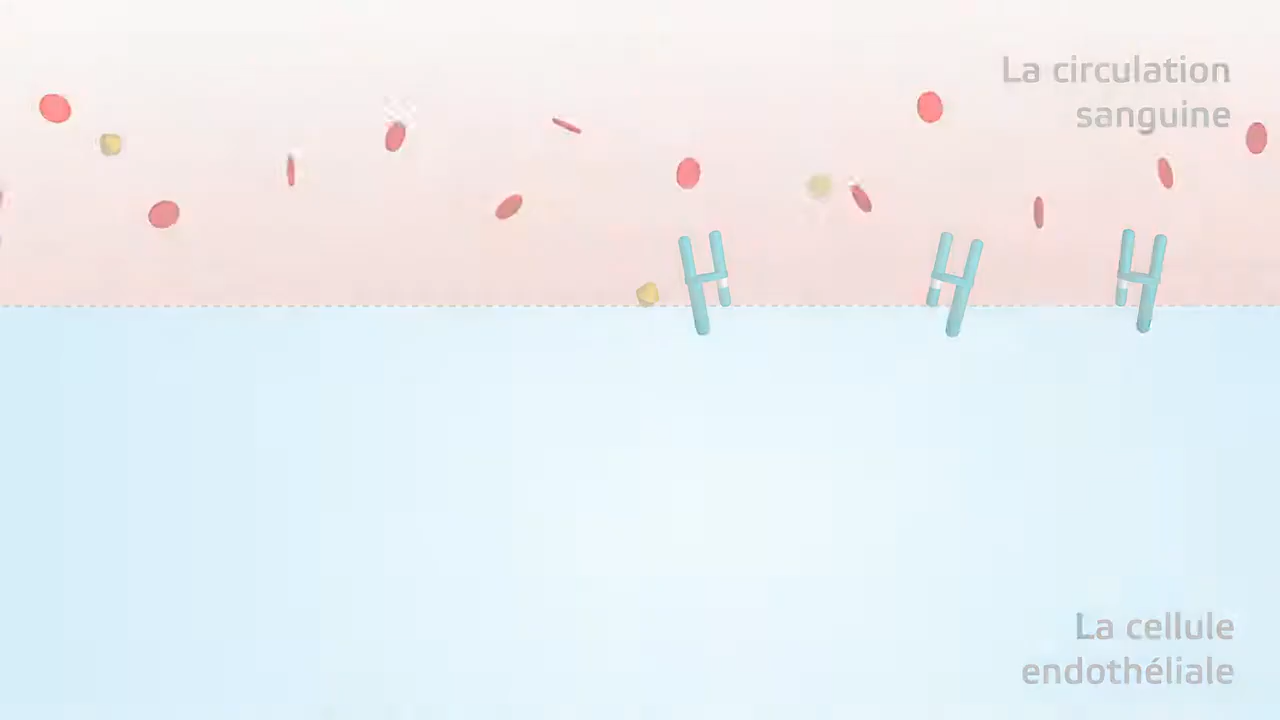 La circulation
sanguine
La cellule
endothéliale